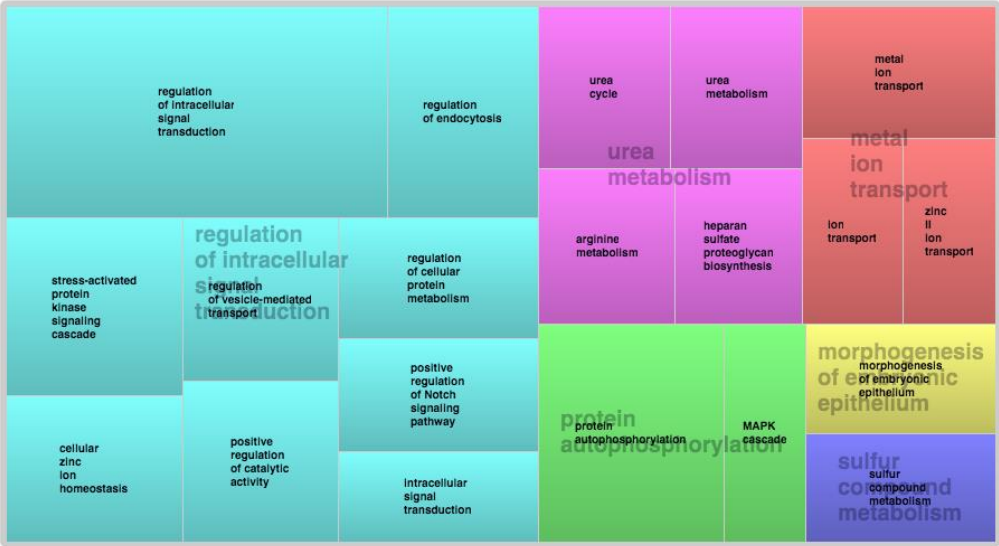 regulation
of intracellular
signal
transduction
regulation
of endocytosis
urea
cycle
urea
metabolism
metal
ion
transport
urea
metabolism
metal
ion
transport
arginine
metabolism
heparan
sulfate
proteoglycan
biosynthesis
ion
transport
zinc
II
ion
transport
regulation
of intracellular
signal
transduction
stress-activated
protein
kinase
signaling
cascade
regulation
of vesicle-mediated
transport
regulation
of cellular
protein
metabolism
positive
regulation
of Notch
signaling
pathway
cellular
zinc
ion
homeostasis
positive
regulation
of catalytic
activity
intracellular
signal
transduction
protein
autophosphorylation
protein
autophosphorylation
MAPK
cascade
morphogenesis
of embryonic
epithelium
morphogenesis
of embryonic
epithelium
sulfur
compound
metabolism
sulfur
compound
metabolism